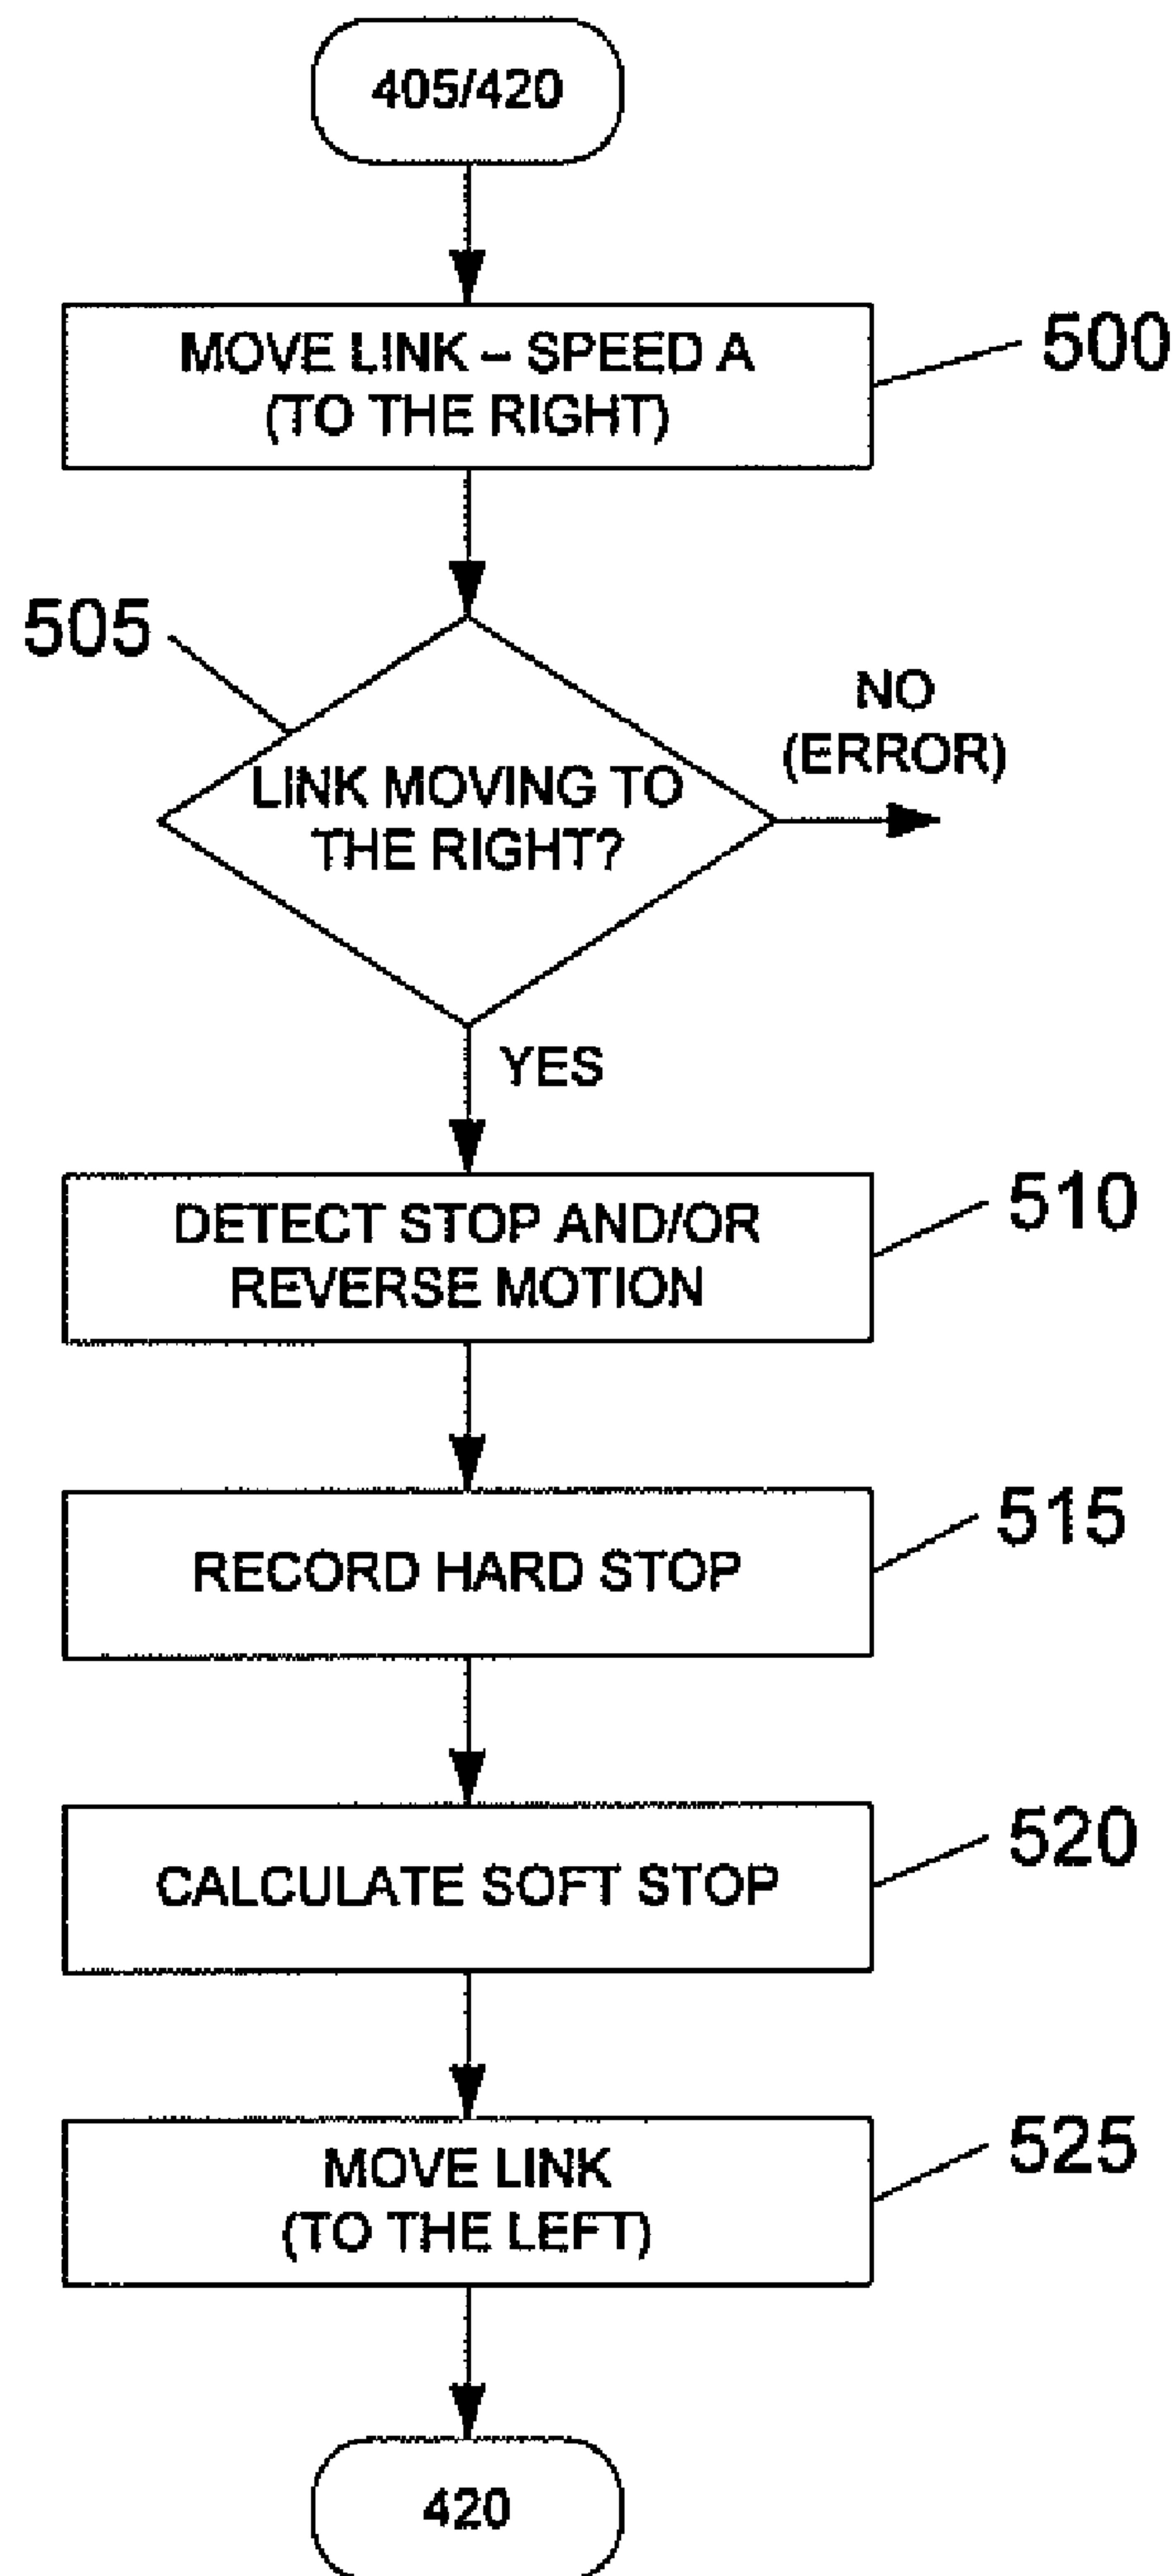 405/420
MOVE LINK – SPEED A
(TO THE RIGHT)
500
505
LINK MOVING TO
THE RIGHT?
NO
(ERROR)
YES
DETECT STOP AND/OR
REVERSE MOTION
510
RECORD HARD STOP
515
CALCULATE SOFT STOP
520
MOVE LINK
(TO THE LEFT)
525
420